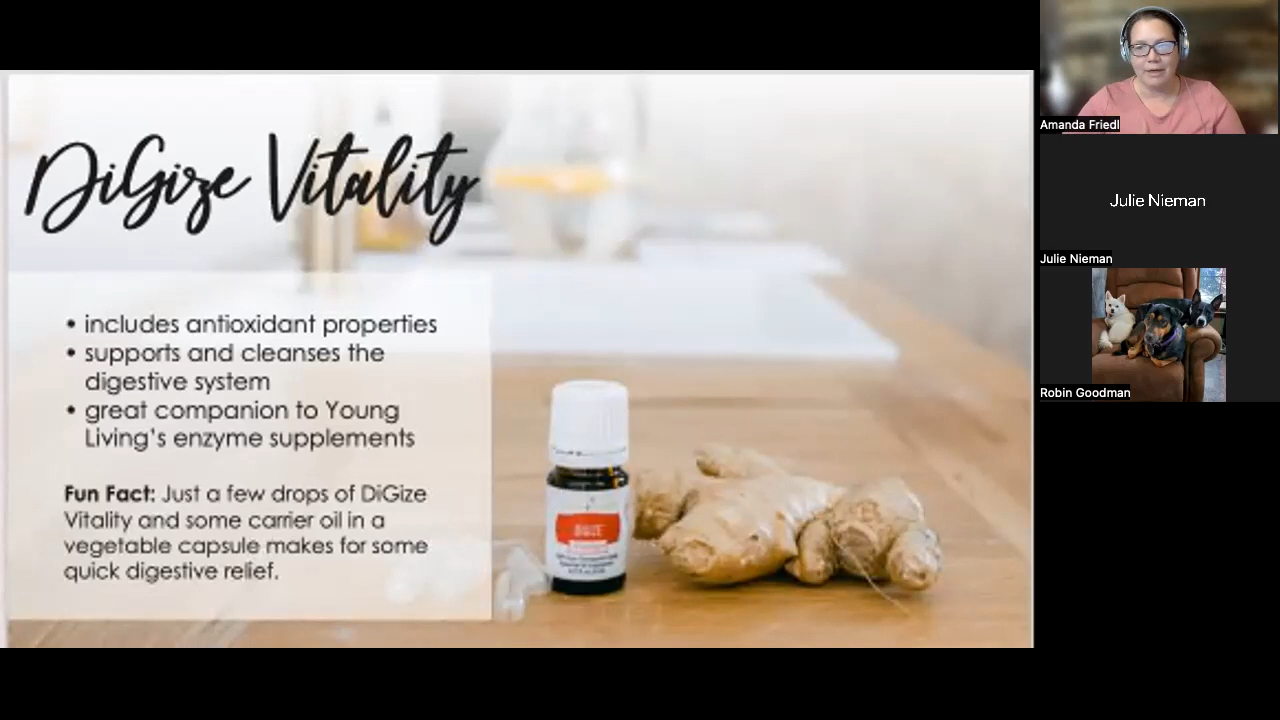 DiGize Vitality
• includes antioxidant properties
• supports and cleanses the
digestive system
• great companion to Young
Living's enzyme supplements
Fun Fact: Just a few drops of DiGize
Vitality and some carrier oil in a
vegetable capsule makes for some
quick digestive relief.
Amanda Friedl
Julie Nieman
Julie Nieman
Robin Goodman